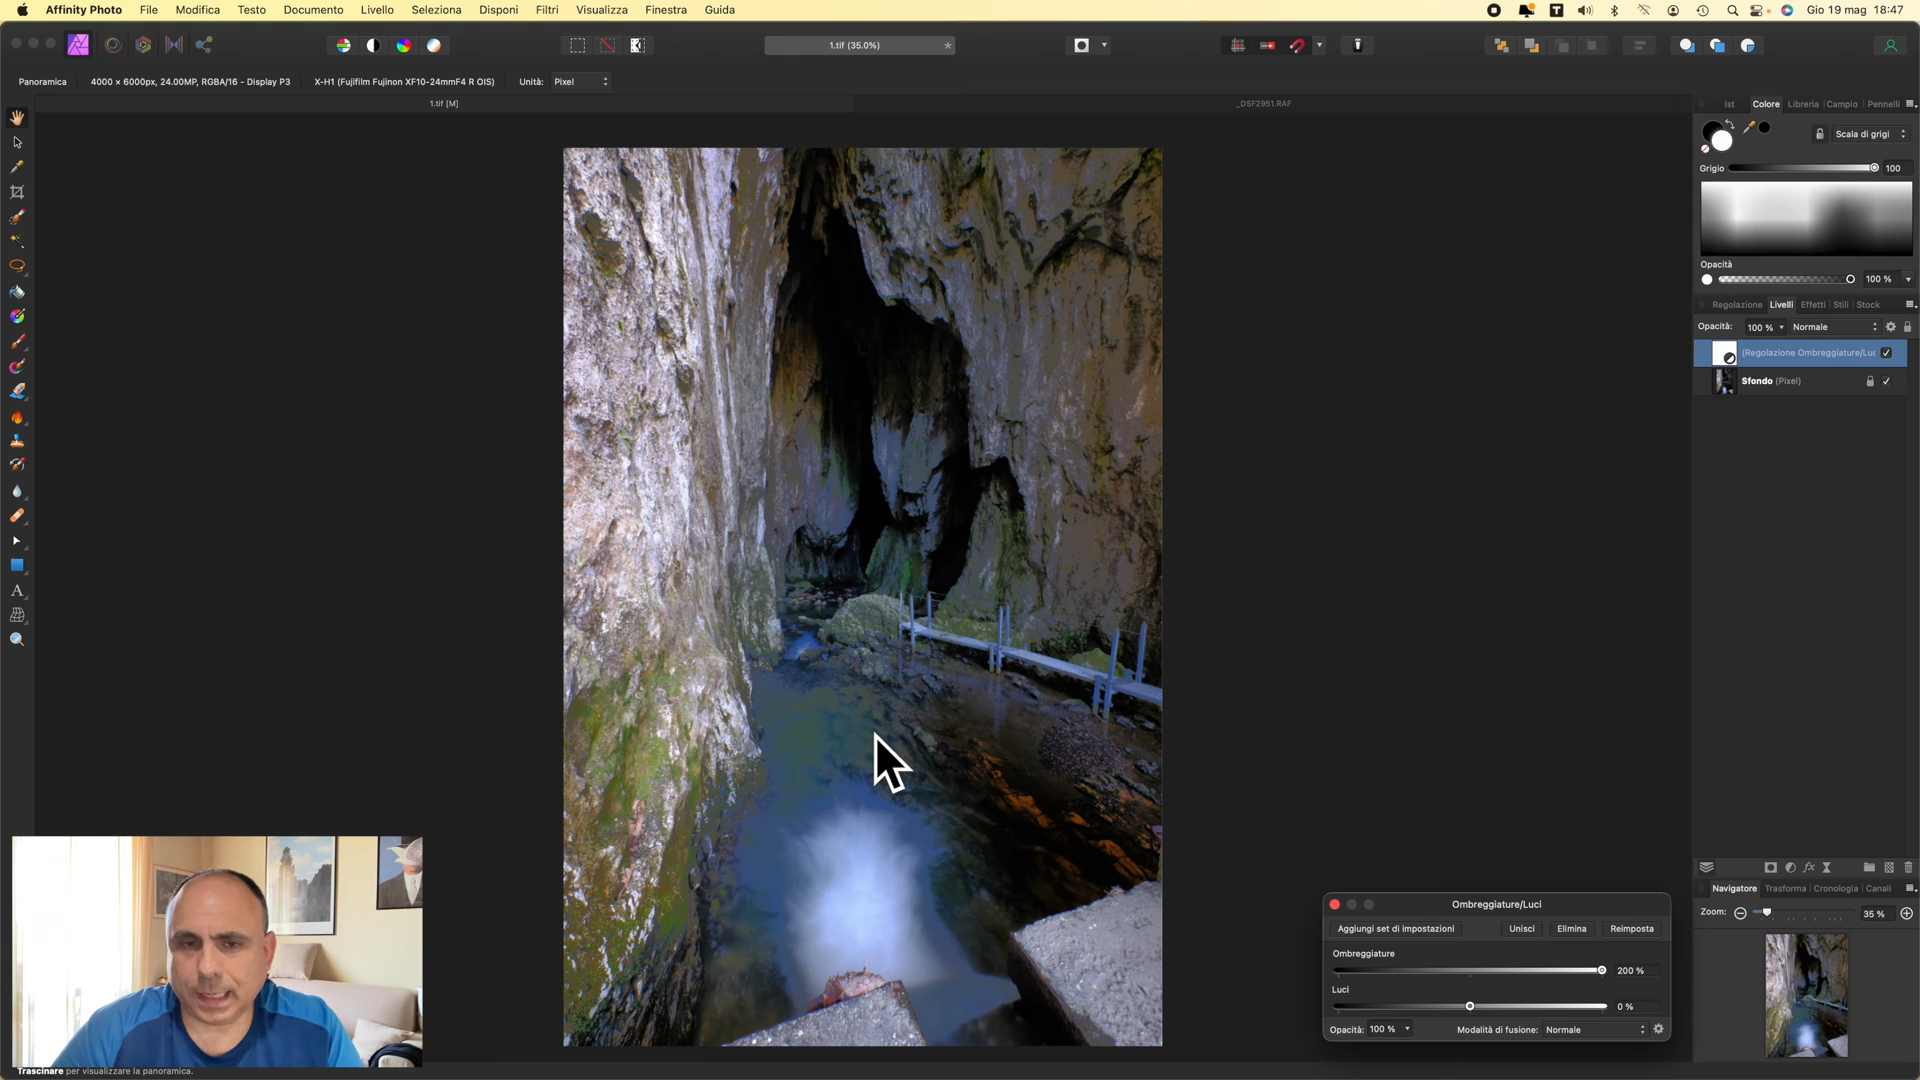 Affinity Photo File Modifica Testo Documento Livello Seleziona Disponi Filtri Visualizza Finestra Guida Gio 19 mag 18:47
1.tif (35.0%)
Panoramica 4000 × 6000px, 24.00MP, RGBA/16 - Display P3 X-H1 (Fujifilm Fujinon XF10-24mmF4 R OIS) Unità: Pixel
1.tif [M] _DSF2951.RAF
Ist Colore Libreria Campio Pennelli
Scala di grigi
Grigio 100
Opacità
100 %
Regolazione Livelli Effetti Stili Stock
Opacità: 100 % Normale
(Regolazione Ombreggiature/Luc
Sfondo (Pixel)
Navigatore Trasforma Cronologia Canali
Zoom: 35 %
Ombreggiature/Luci
Aggiungi set di impostazioni Unisci Elimina Reimposta
Ombreggiature
200 %
Luci
0 %
Opacità: 100 % Modalità di fusione: Normale
Trascinare per visualizzare la panoramica.